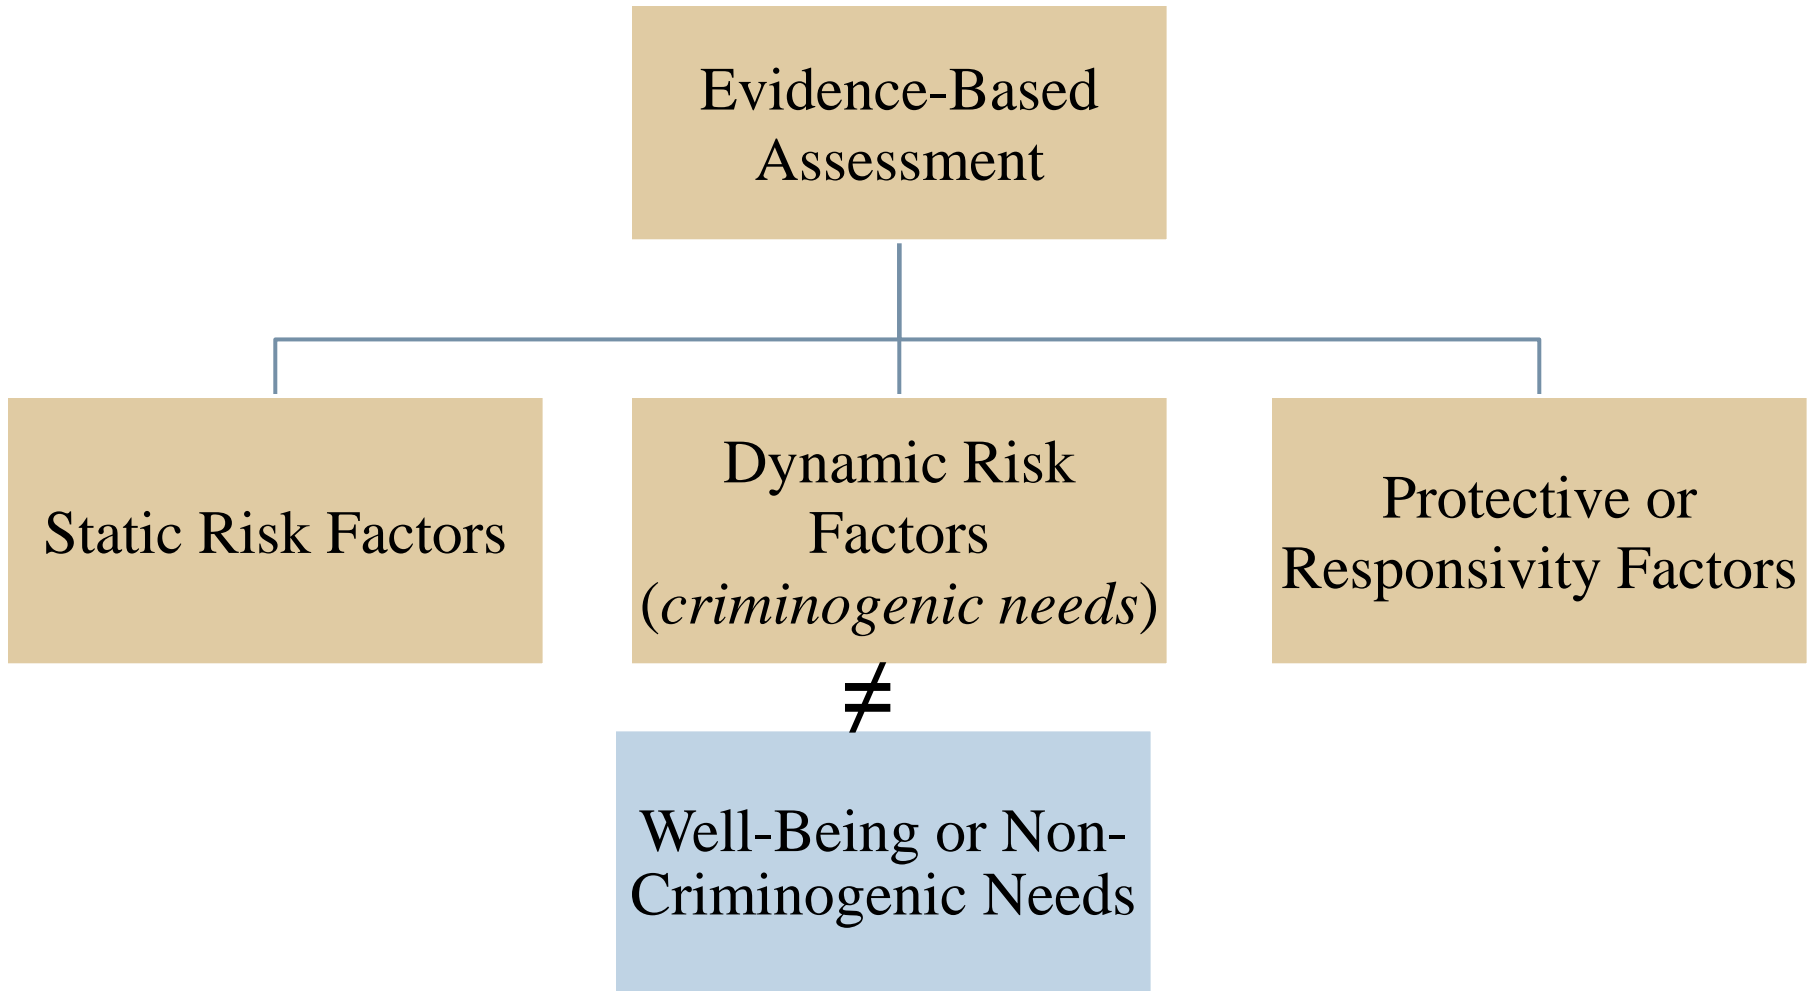 Evidence-Based
Assessment
Static Risk Factors
Dynamic Risk
Factors
(criminogenic needs)
Protective or
Responsivity Factors
≠
Well-Being or Non-
Criminogenic Needs